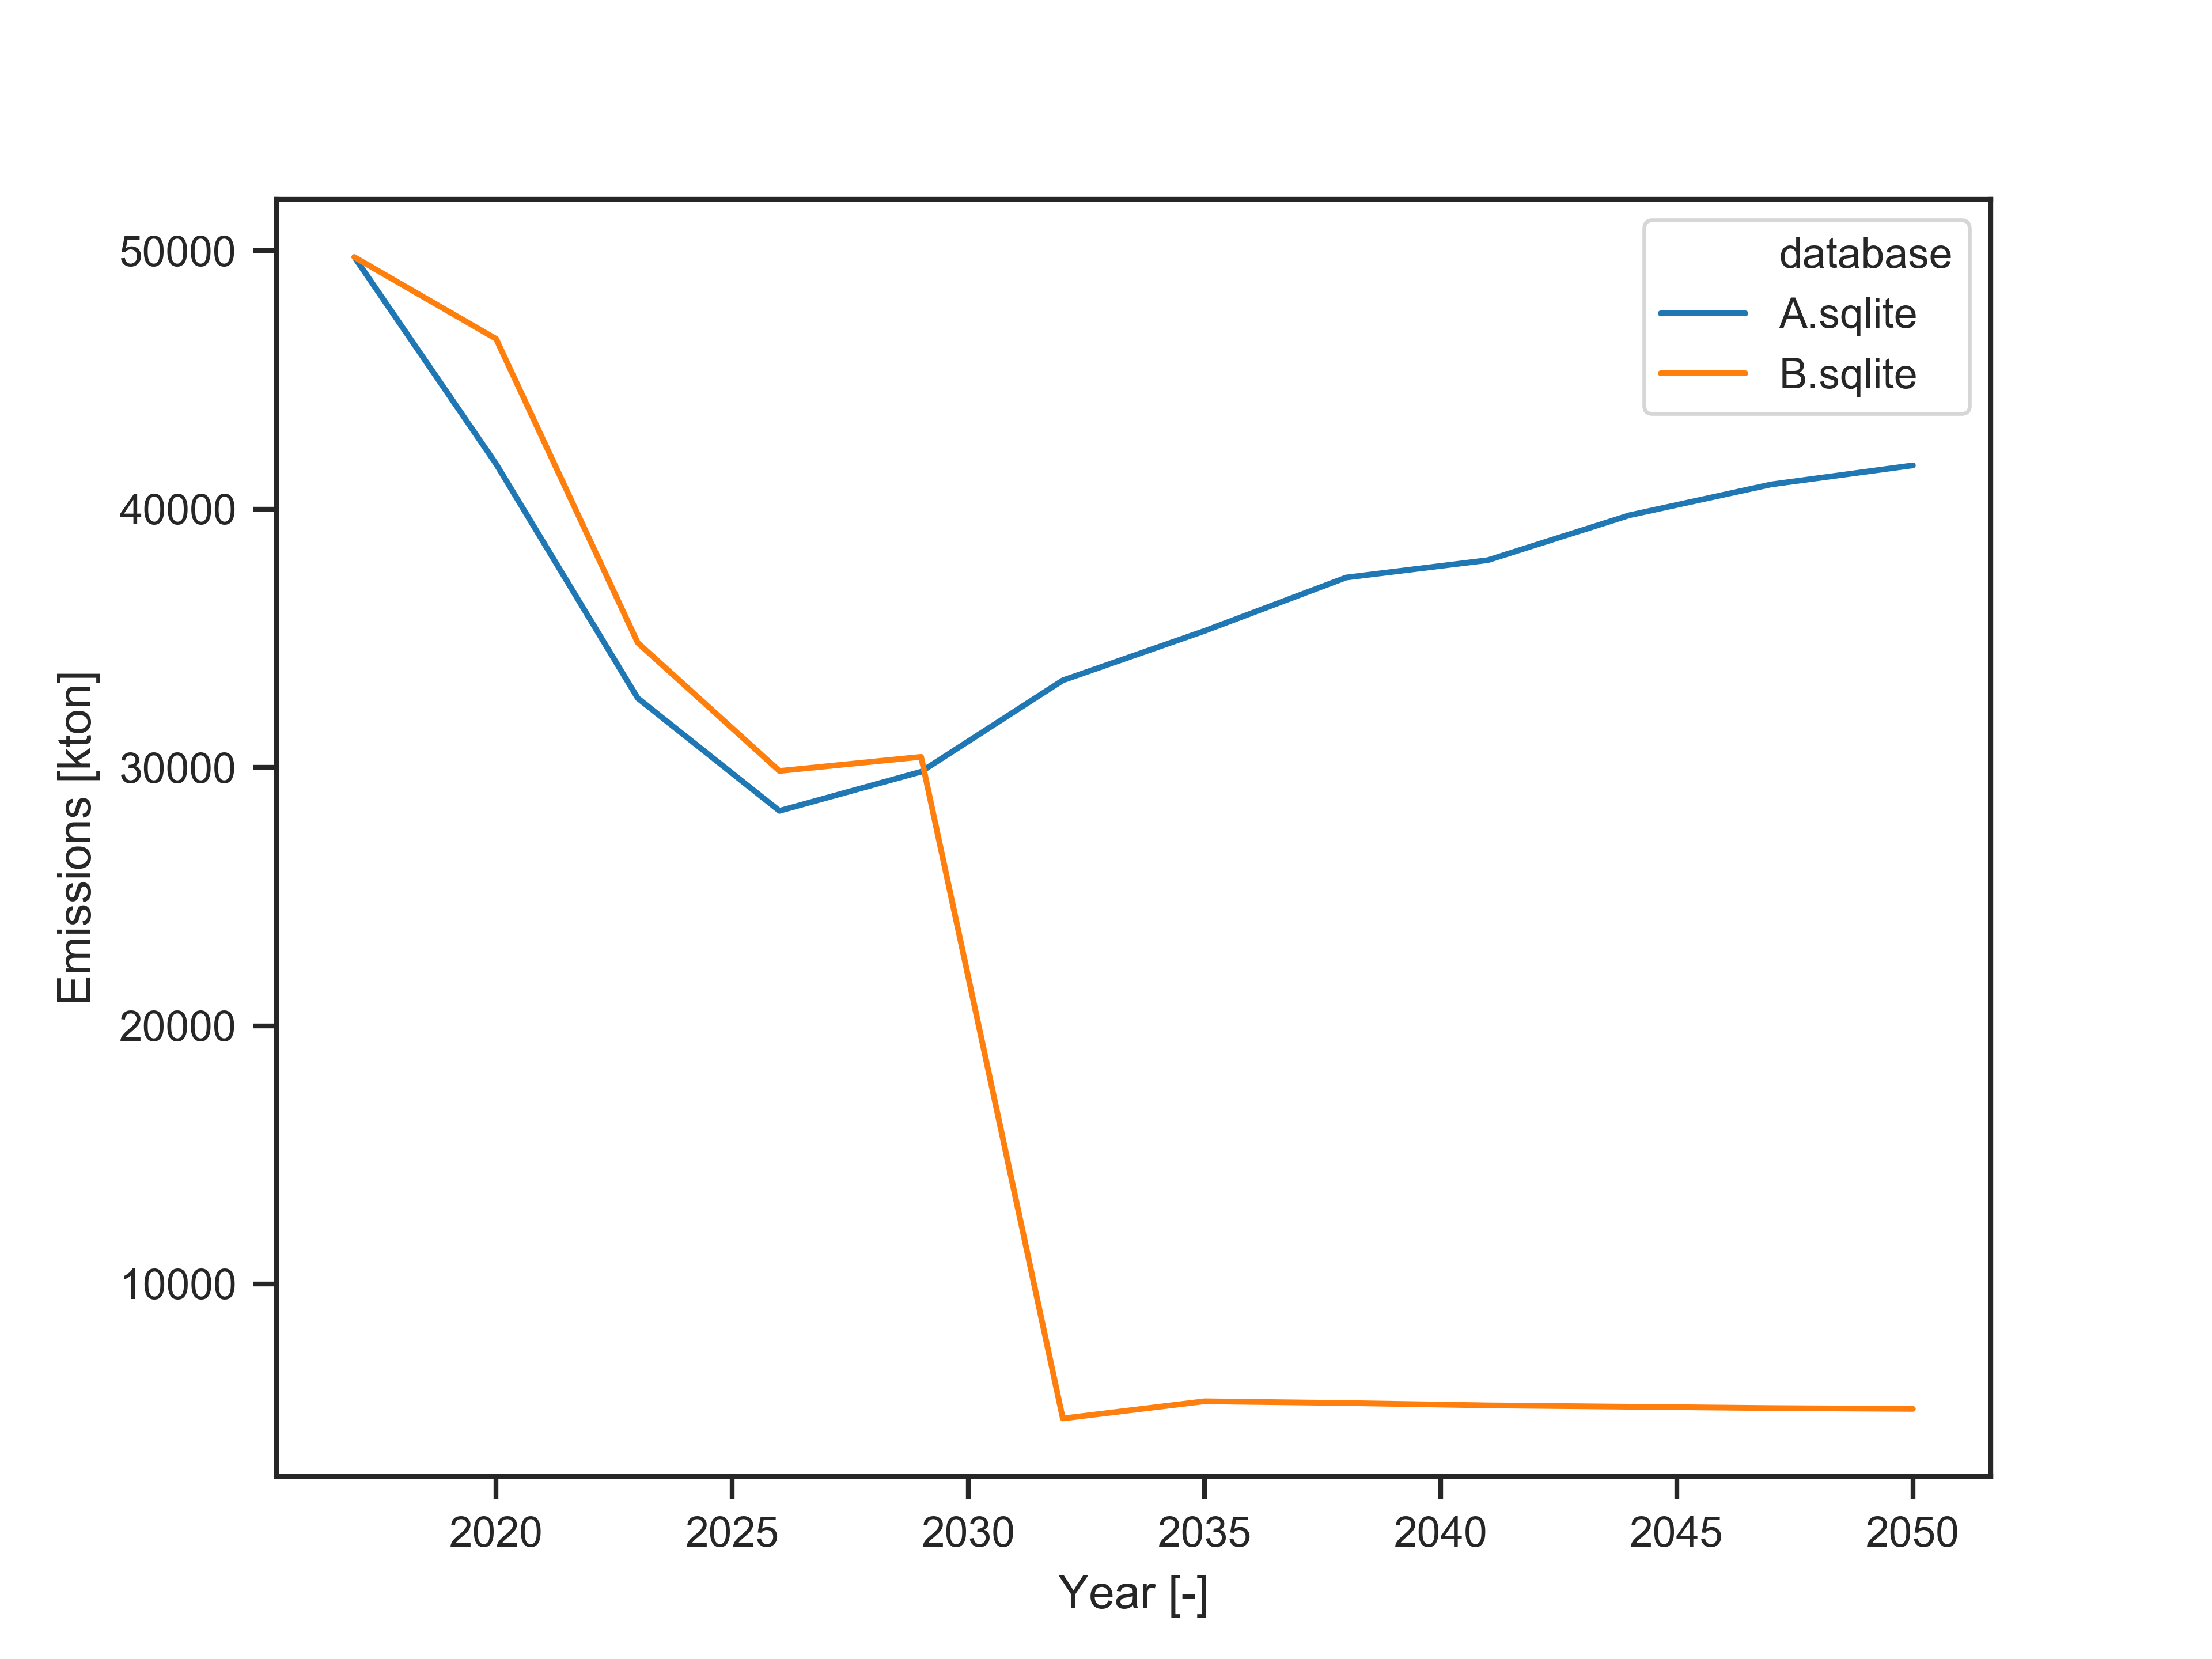 database
A.sqlite
B.sqlite
50000
40000
30000
20000
10000
Emissions [kton]
2020 2025 2030 2035 2040 2045 2050
Year [-]